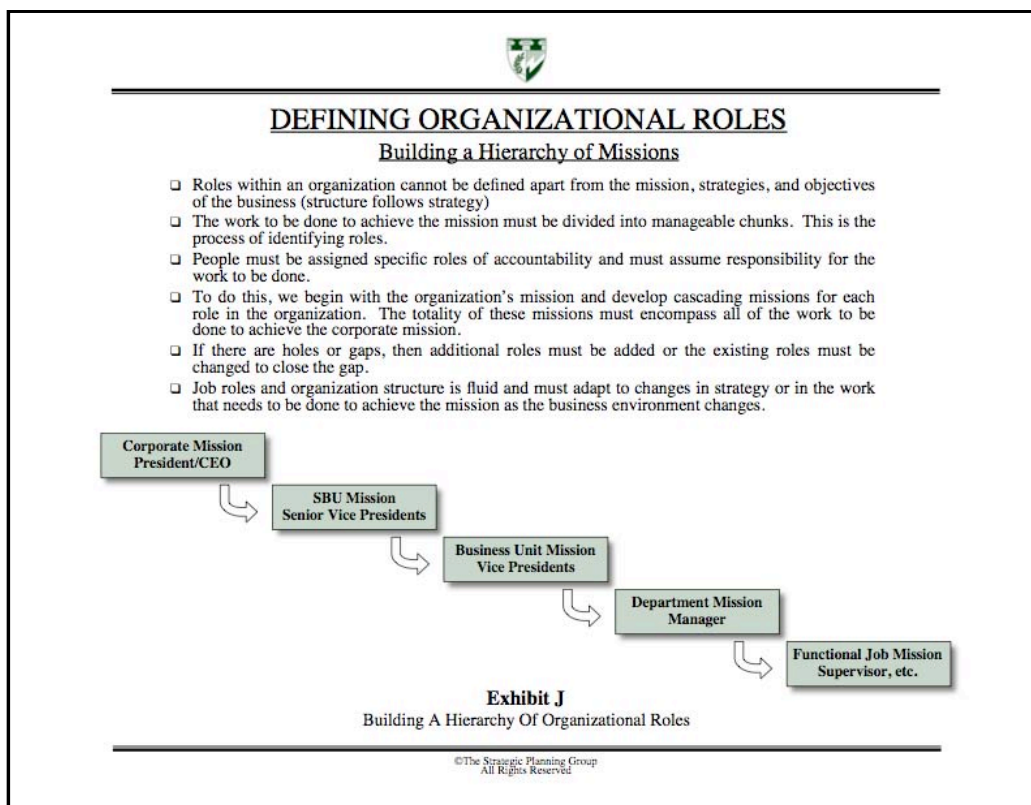 DEFINING ORGANIZATIONAL ROLES
Building a Hierarchy of Missions
❏ Roles within an organization cannot be defined apart from the mission, strategies, and objectives
of the business (structure follows strategy)
❏ The work to be done to achieve the mission must be divided into manageable chunks. This is the
process of identifying roles.
❏ People must be assigned specific roles of accountability and must assume responsibility for the
work to be done.
❏ To do this, we begin with the organization's mission and develop cascading missions for each
role in the organization. The totality of these missions must encompass all of the work to be
done to achieve the corporate mission.
❏ If there are holes or gaps, then additional roles must be added or the existing roles must be
changed to close the gap.
❏ Job roles and organization structure is fluid and must adapt to changes in strategy or in the work
that needs to be done to achieve the mission as the business environment changes.
Corporate Mission
President/CEO
SBU Mission
Senior Vice Presidents
Business Unit Mission
Vice Presidents
Department Mission
Manager
Functional Job Mission
Supervisor, etc.
Exhibit J
Building A Hierarchy Of Organizational Roles
©The Strategic Planning Group
All Rights Reserved